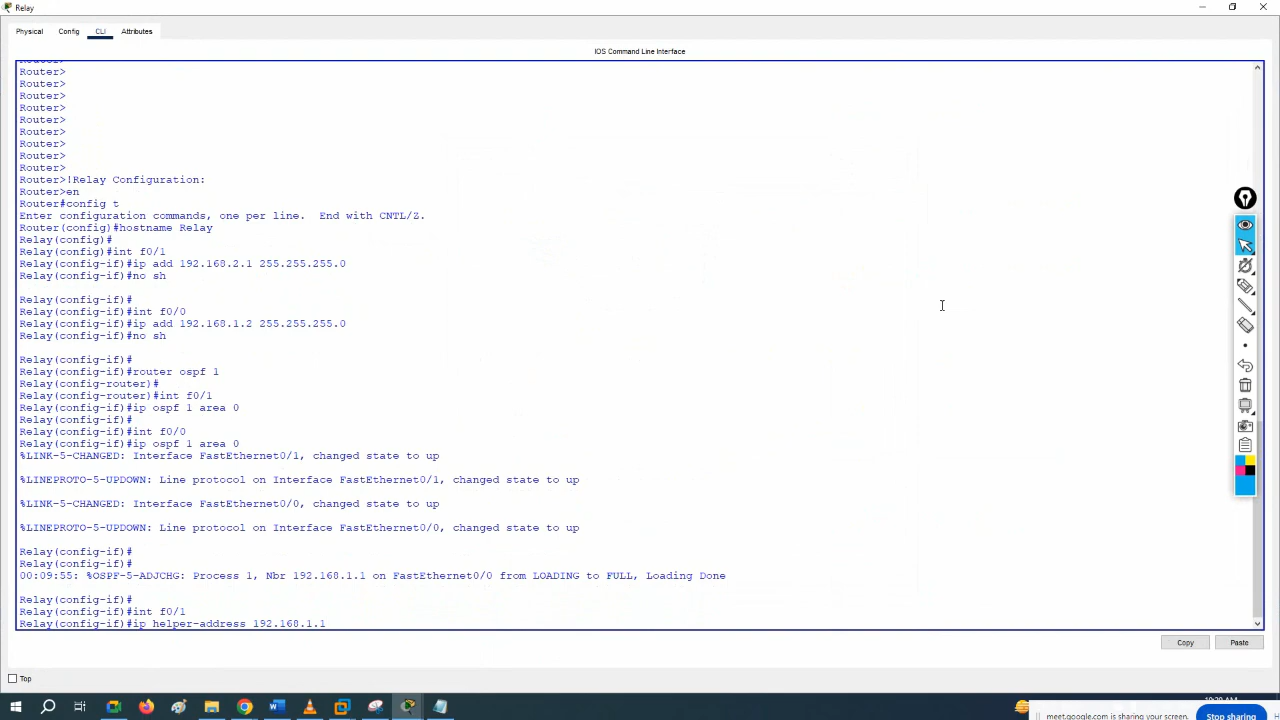 Relay
Physical Config CLI Attributes
IOS Command Line Interface
Router>
Router>
Router>
Router>
Router>
Router>
Router>
Router>
Router>
Router>
Router>!Relay Configuration:
Router>en
Router#config t
Enter configuration commands, one per line. End with CNTL/Z.
Router(config)#hostname Relay
Relay(config)#
Relay(config)#int f0/1
Relay(config-if)#ip add 192.168.2.1 255.255.255.0
Relay(config-if)#no sh
Relay(config-if)#
Relay(config-if)#int f0/0
Relay(config-if)#ip add 192.168.1.2 255.255.255.0
Relay(config-if)#no sh
Relay(config-if)#
Relay(config-if)#router ospf 1
Relay(config-router)#
Relay(config-router)#int f0/1
Relay(config-if)#ip ospf 1 area 0
Relay(config-if)#
Relay(config-if)#int f0/0
Relay(config-if)#ip ospf 1 area 0
%LINK-5-CHANGED: Interface FastEthernet0/1, changed state to up
%LINEPROTO-5-UPDOWN: Line protocol on Interface FastEthernet0/1, changed state to up
%LINK-5-CHANGED: Interface FastEthernet0/0, changed state to up
%LINEPROTO-5-UPDOWN: Line protocol on Interface FastEthernet0/0, changed state to up
Relay(config-if)#
Relay(config-if)#
00:09:55: %OSPF-5-ADJCHG: Process 1, Nbr 192.168.1.1 on FastEthernet0/0 from LOADING to FULL, Loading Done
Relay(config-if)#
Relay(config-if)#int f0/1
Relay(config-if)#ip helper-address 192.168.1.1
Copy Paste
Top
meet.google.com is sharing your screen. Stop sharing